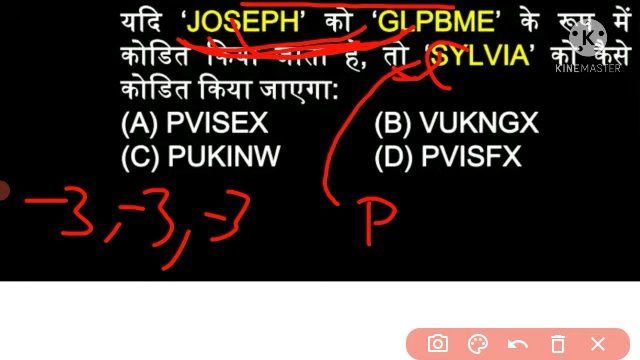 यदि 'JOSEPH' को 'GLPBME' के रूप में
कोडित किया जाता है, तो 'SYLVIA' को कैसे
कोडित किया जाएगा:
(A) PVISEX (B) VUKNGX
(C) PUKINW (D) PVISFX
-3, -3, -3 P
KINEMASTER